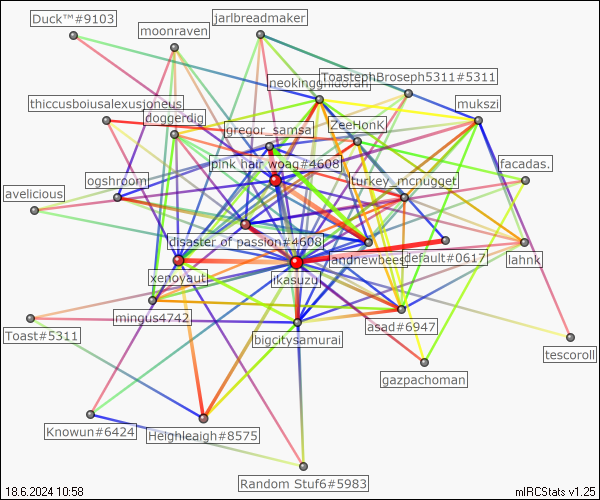 Duck™#9103
jarlbreadmaker
moonraven
neokingghidorah
ToastephBroseph5311#5311
thiccusboiusalexusjoneus
mukszi
doggerdig
gregor_samsa
ZeeHonK
pink hair woag#4608
facadas.
ogshroom
turkey_mcnugget
avelicious
disaster of passion#4608
andnewbees
default#0617
lahnk
xenoyaut
ikasuzu
mingus4742
asad#6947
Toast#5311
bigcitysamurai
tescoroll
gazpachoman
Knowun#6424
Heighleaigh#8575
Random Stuf6#5983
18.6.2024 10:58
mIRCStats v1.25